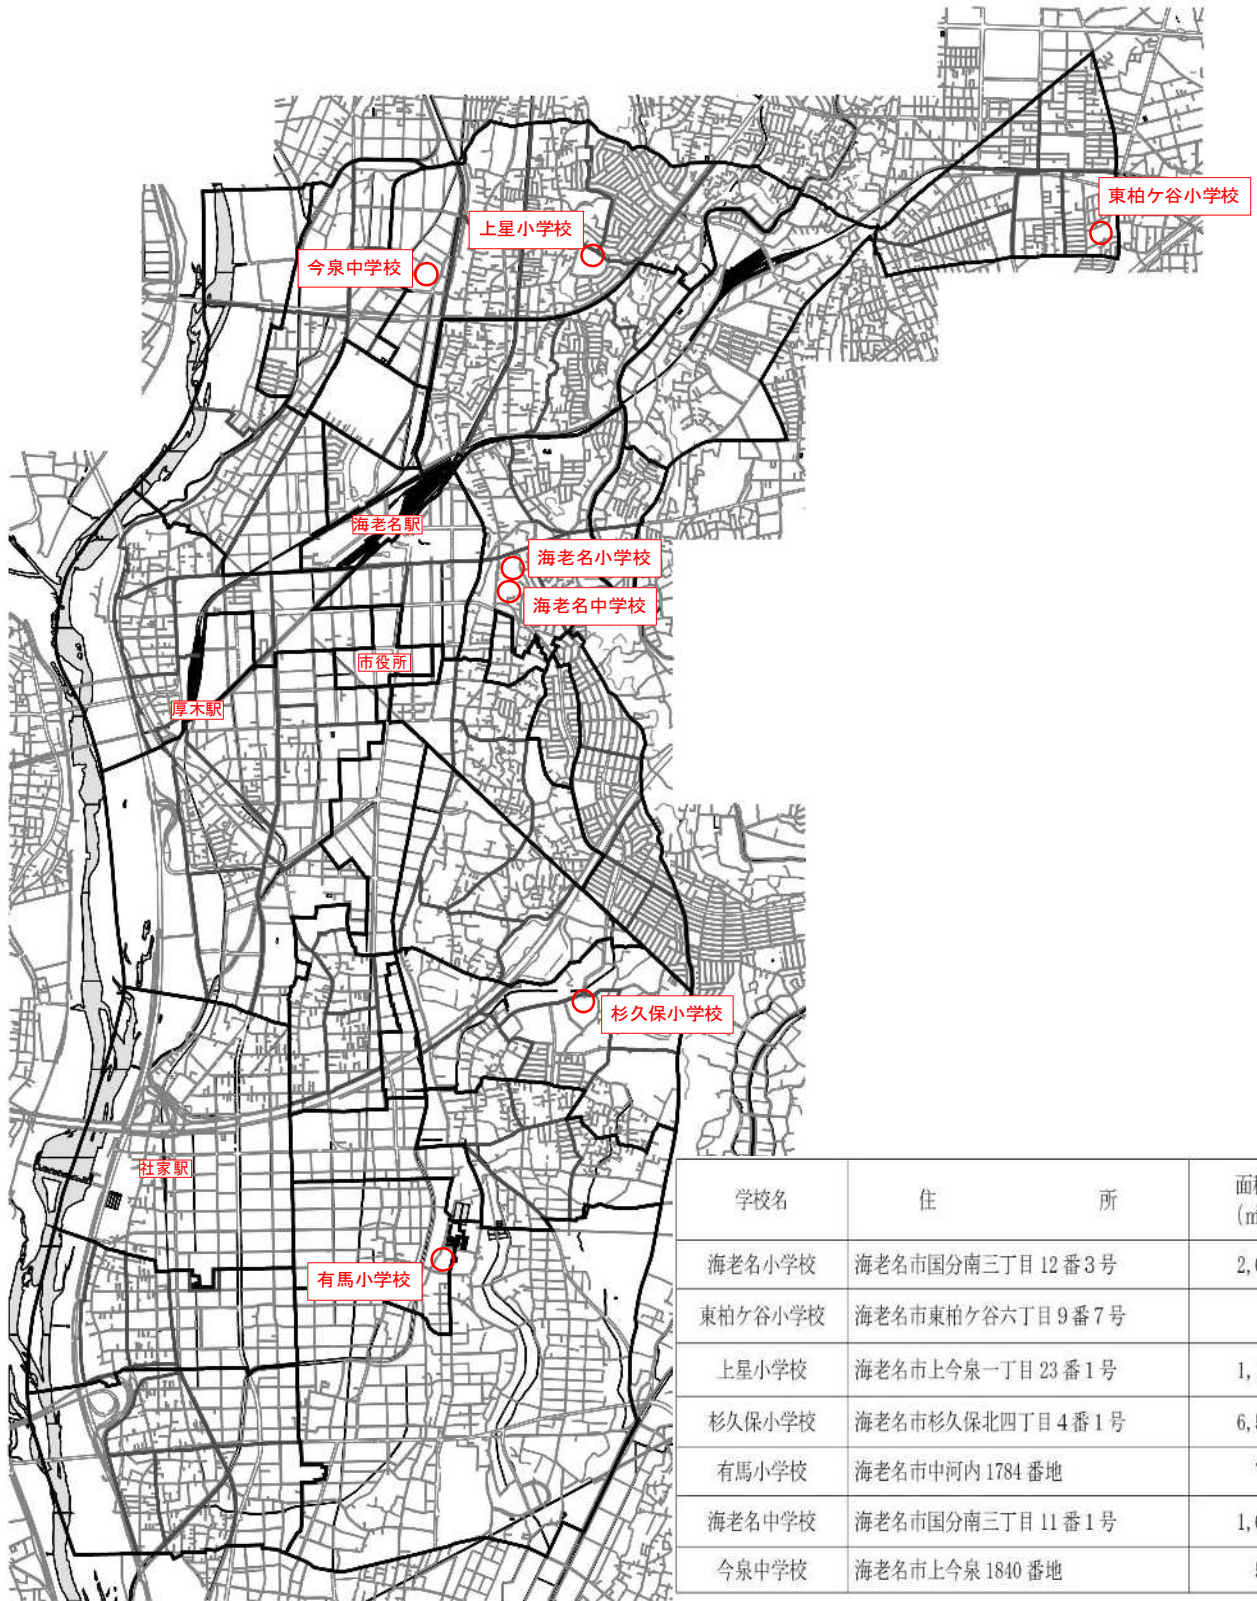 東柏ケ谷小学校
上星小学校
今泉中学校
海老名駅
海老名小学校
海老名中学校
市役所
厚木駅
杉久保小学校
社家駅
有馬小学校
学校名 住所
海老名小学校 海老名市国分南三丁目12番3号
東柏ケ谷小学校 海老名市東柏ケ谷六丁目9番7号
上星小学校 海老名市上今泉一丁目23番1号
杉久保小学校 海老名市杉久保北四丁目4番1号
有馬小学校 海老名市中河内1784番地
海老名中学校 海老名市国分南三丁目11番1号
今泉中学校 海老名市上今泉1840番地